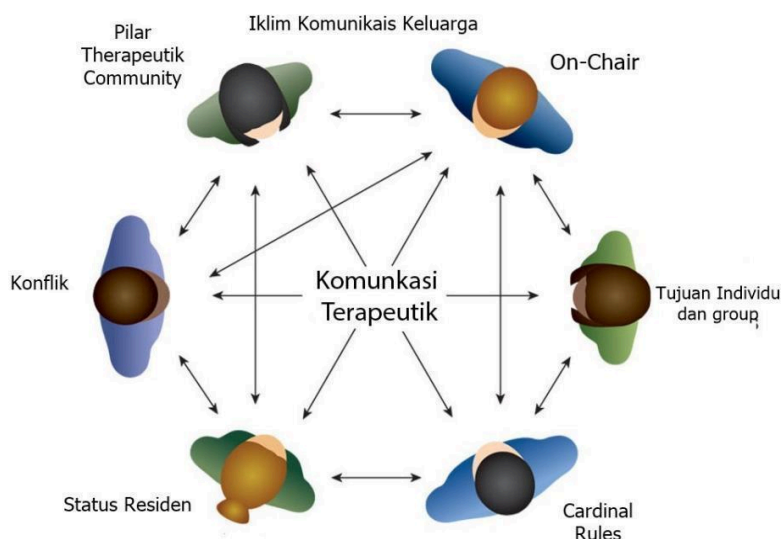 Iklim Komunikais Keluarga
Pilar
Therapeutik
Community
On-Chair
Konflik
Komunkasi
Terapeutik
Tujuan Individu
dan group
;
Status Residen
Cardinal
Rules